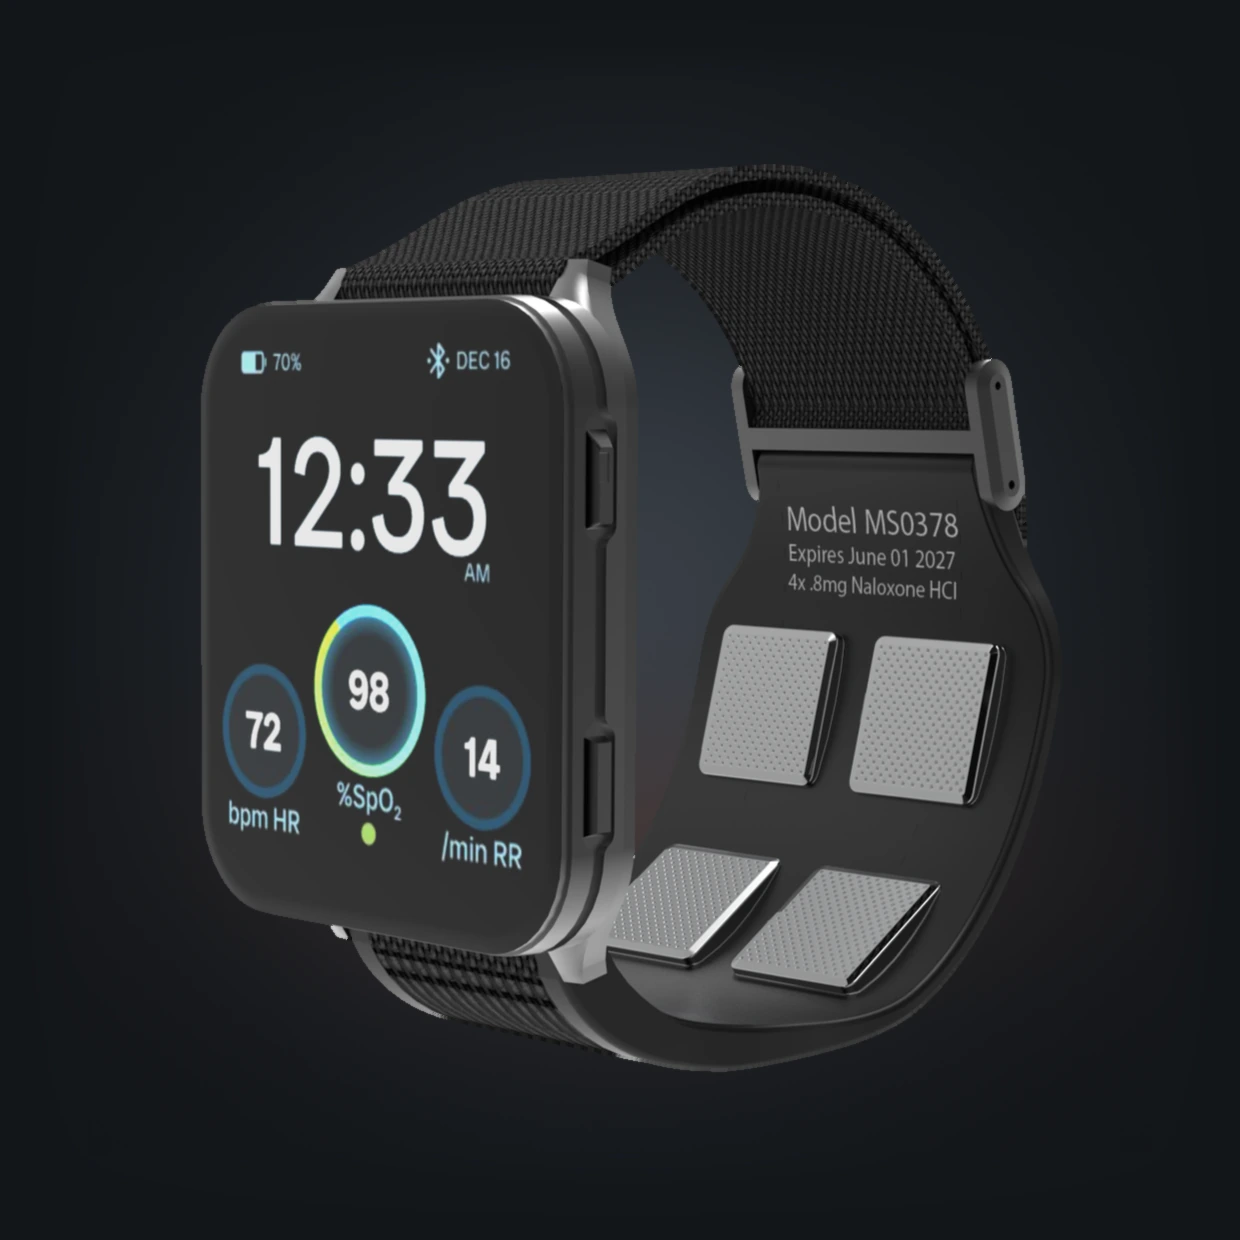 70% DEC 16
12:33
AM
98
72
14
%SpO₂
bpm HR
/min RR
Model MS0378
Expires June 01 2027
4x .8mg Naloxone HCl